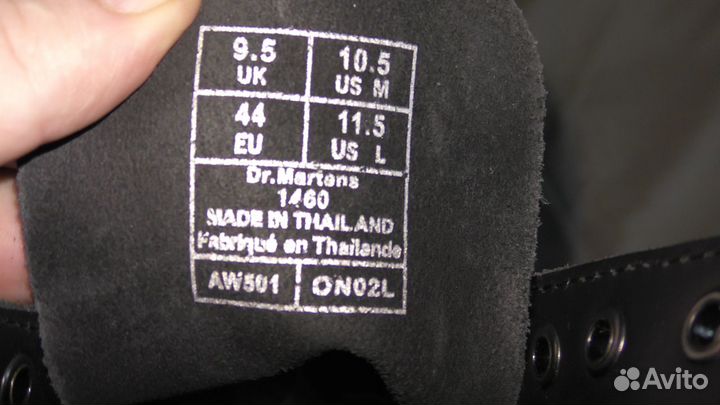 9.5 10.5
UK US M
44 11.5
EU US L
Dr.Martens
1460
MADE IN THAILAND
Fabriqué en Thaïlande
AW501 ON02L
Avito